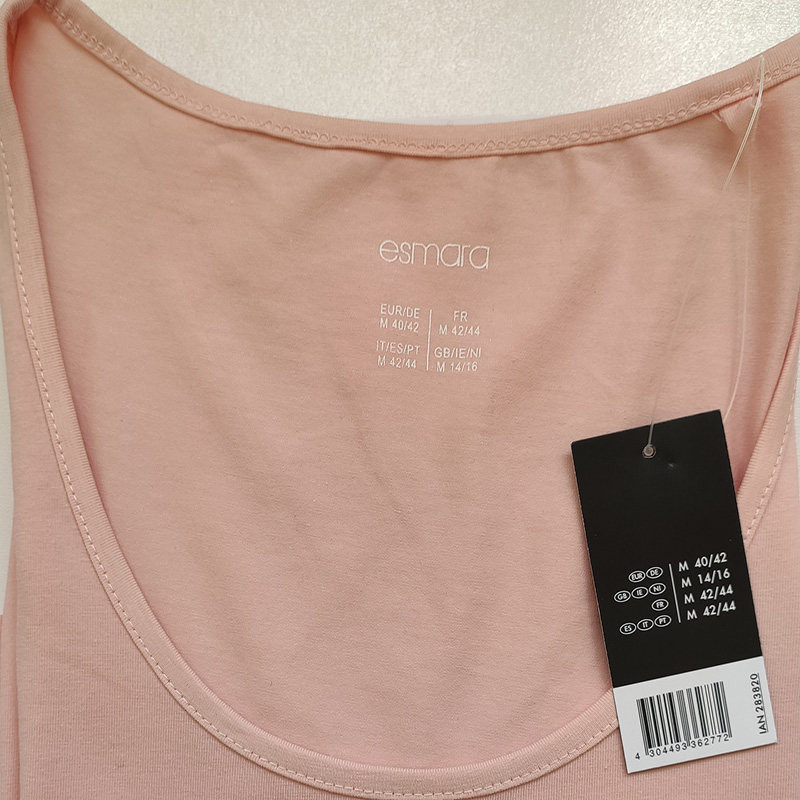 esmara
EUR/DE
M 40/42
FR
M 42/44
IT/ES/PT
M 42/44
GB/IE/NI
M 14/16
EUR DE M 40/42
GB IE NI M 14/16
FR M 42/44
ES IT PT M 42/44
4 304493 362772
IAN 283820